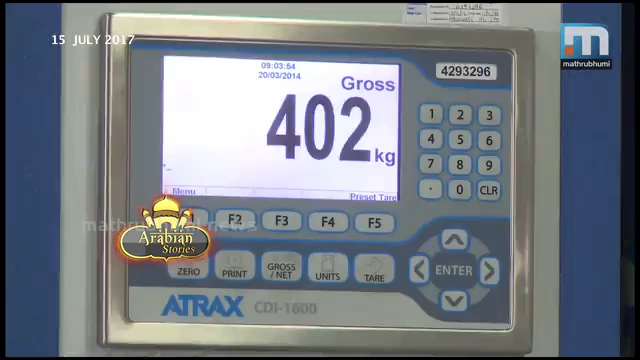 15 JULY 2017
mathrubhumi
09:03:54
20/03/2014
Gross
402 kg
Menu
Preset Tare
4293296
1 2 3
4 5 6
7 8 9
. 0 CLR
F2 F3 F4 F5
mathrubhumi news
Arabian
Stories
ZERO
PRINT
GROSS
/ NET
UNITS
TARE
ENTER
ATRAX CDI-1600